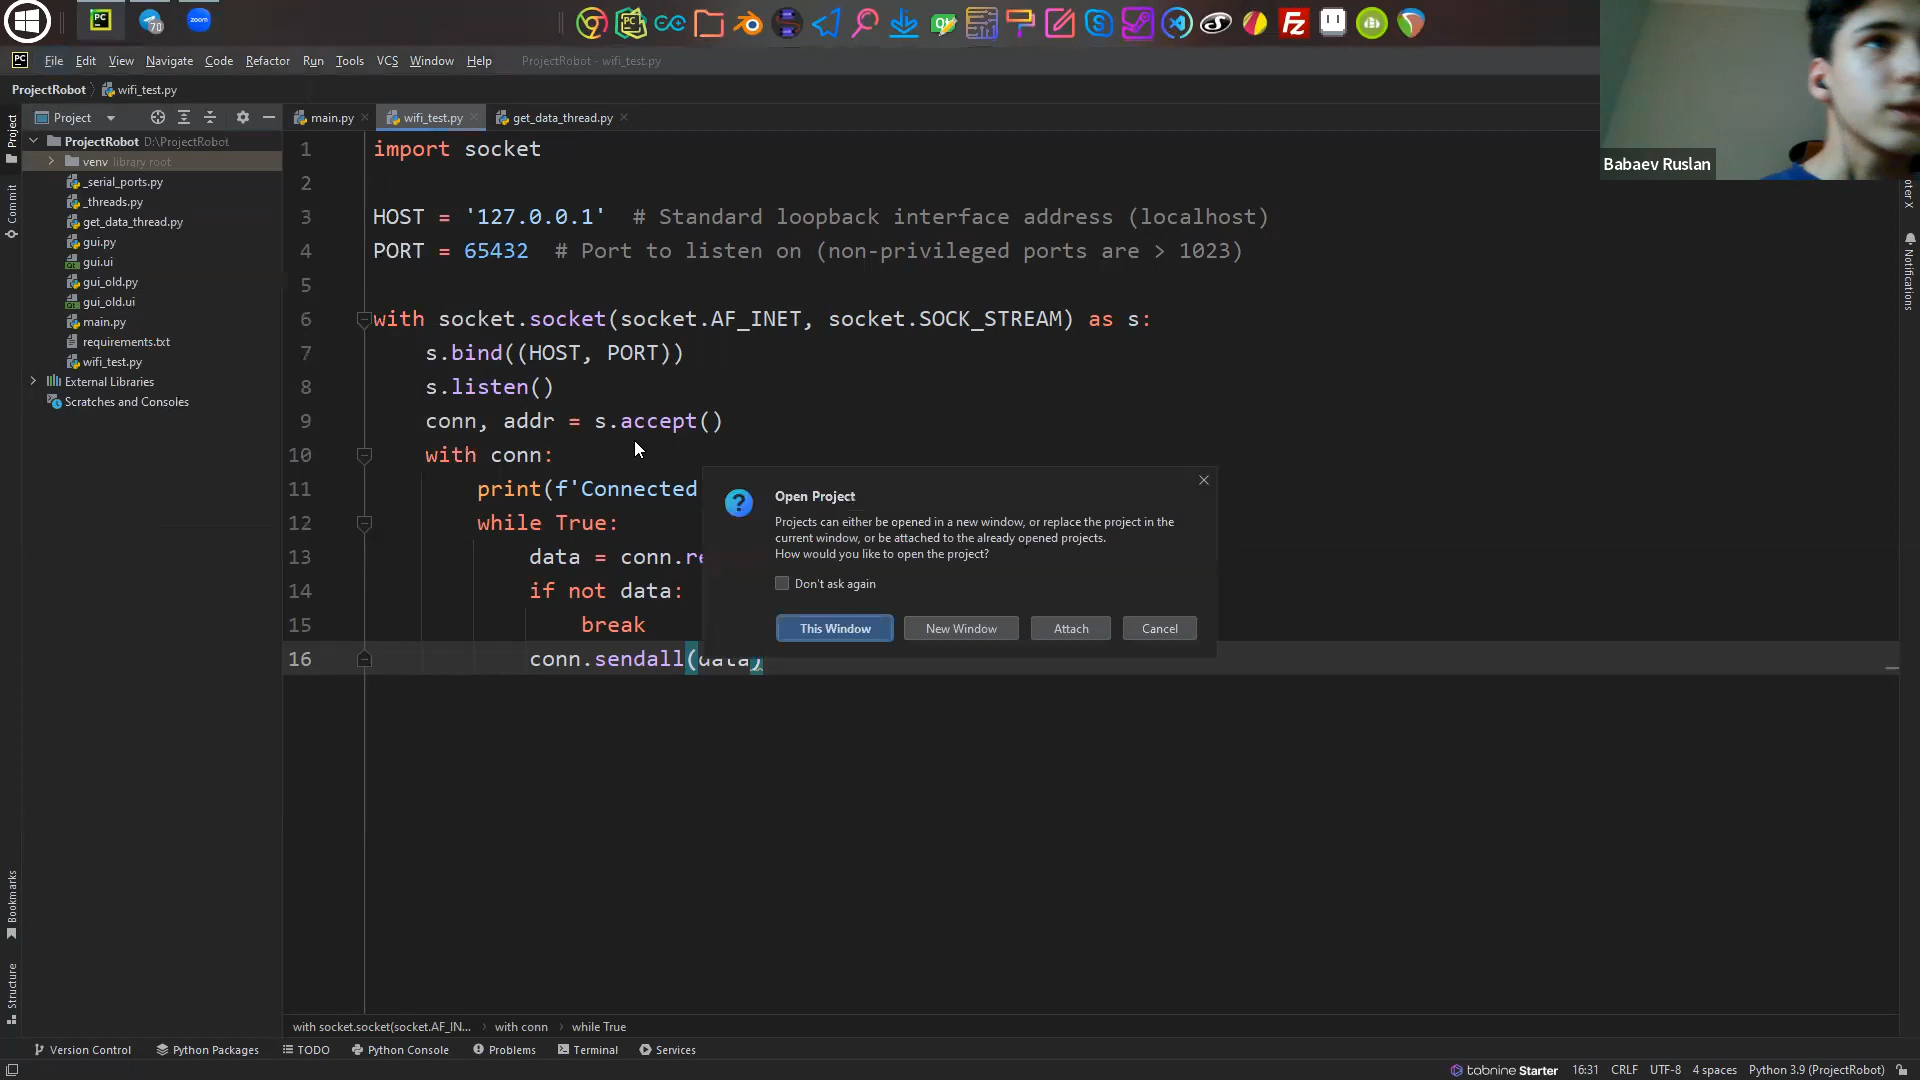 70
zoom
File Edit View Navigate Code Refactor Run Tools VCS Window Help ProjectRobot - wifi_test.py
ProjectRobot wifi_test.py
Project
main.py wifi_test.py get_data_thread.py
Project
Commit
ProjectRobot D:\ProjectRobot
venv library root
_serial_ports.py
_threads.py
get_data_thread.py
gui.py
gui.ui
gui_old.py
gui_old.ui
main.py
requirements.txt
wifi_test.py
External Libraries
Scratches and Consoles
1 import socket
2
3 HOST = '127.0.0.1' # Standard loopback interface address (localhost)
4 PORT = 65432 # Port to listen on (non-privileged ports are > 1023)
5
6 with socket.socket(socket.AF_INET, socket.SOCK_STREAM) as s:
7 s.bind((HOST, PORT))
8 s.listen()
9 conn, addr = s.accept()
10 with conn:
11 print(f'Connected
12 while True:
13 data = conn.re
14 if not data:
15 break
16 conn.sendall(data)
Open Project
Projects can either be opened in a new window, or replace the project in the
current window, or be attached to the already opened projects.
How would you like to open the project?
Don't ask again
This Window New Window Attach Cancel
Babaev Ruslan
Notifications
Bookmarks
Structure
with socket.socket(socket.AF_IN... with conn while True
Version Control Python Packages TODO Python Console Problems Terminal Services
tabnine Starter 16:31 CRLF UTF-8 4 spaces Python 3.9 (ProjectRobot)